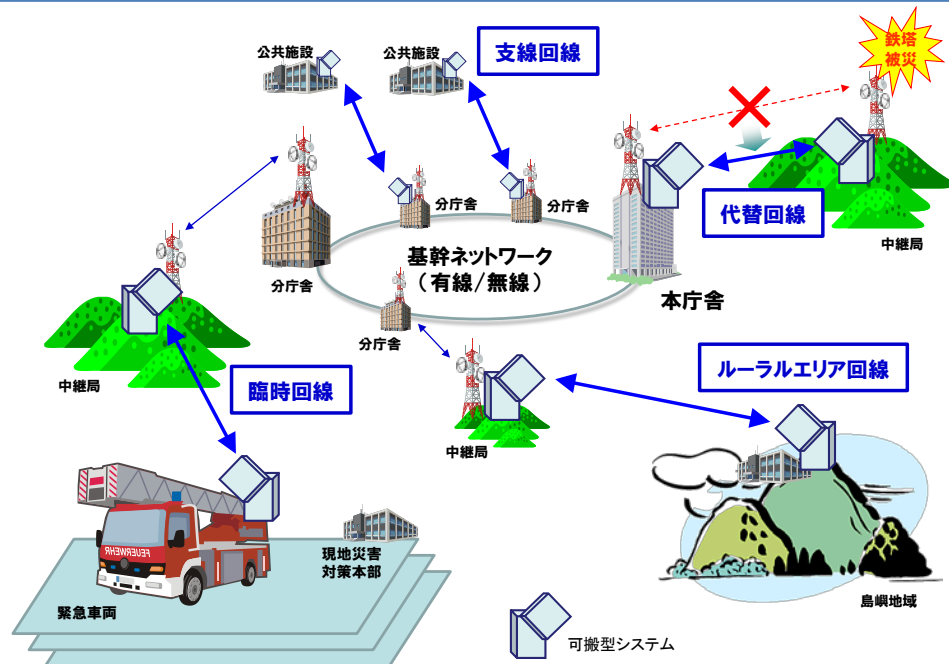 公共施設
公共施設
支線回線
鉄塔
被災
分庁舎
分庁舎
代替回線
中継局
基幹ネットワーク
(有線/無線)
分庁舎
本庁舎
分庁舎
中継局
臨時回線
ルーラルエリア回線
中継局
FEUERWEHR
現地災害
対策本部
緊急車両
島嶼地域
可搬型システム